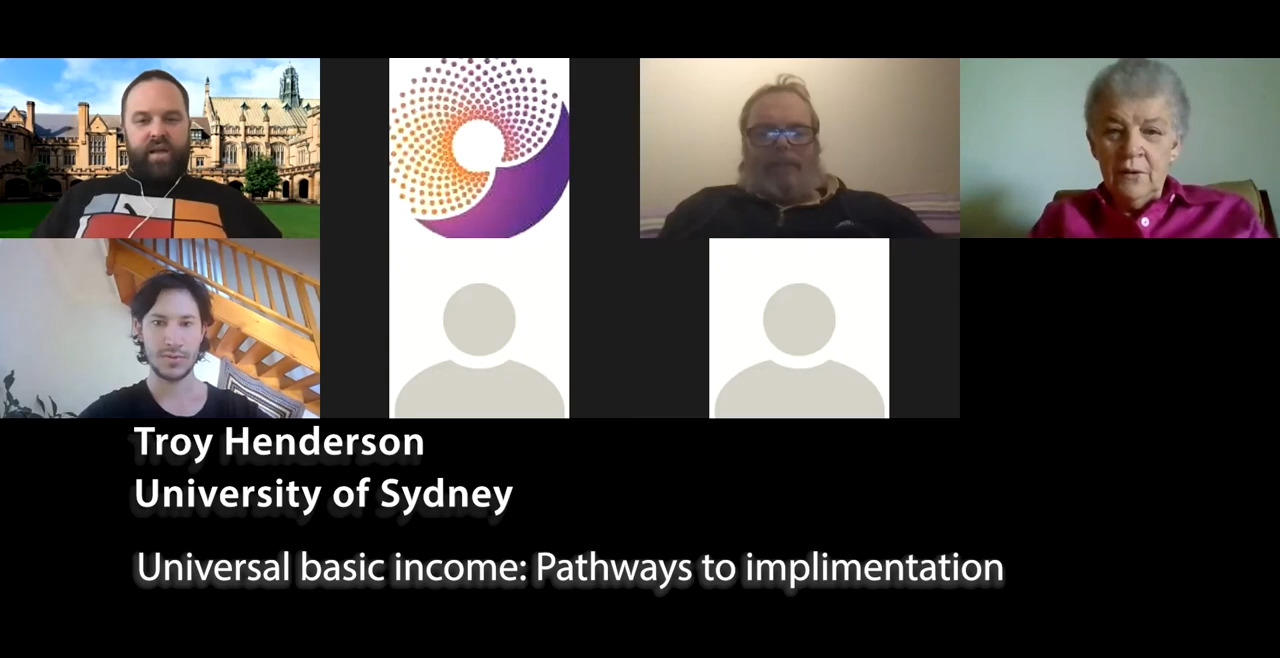 Troy Henderson
University of Sydney
Universal basic income: Pathways to implimentation